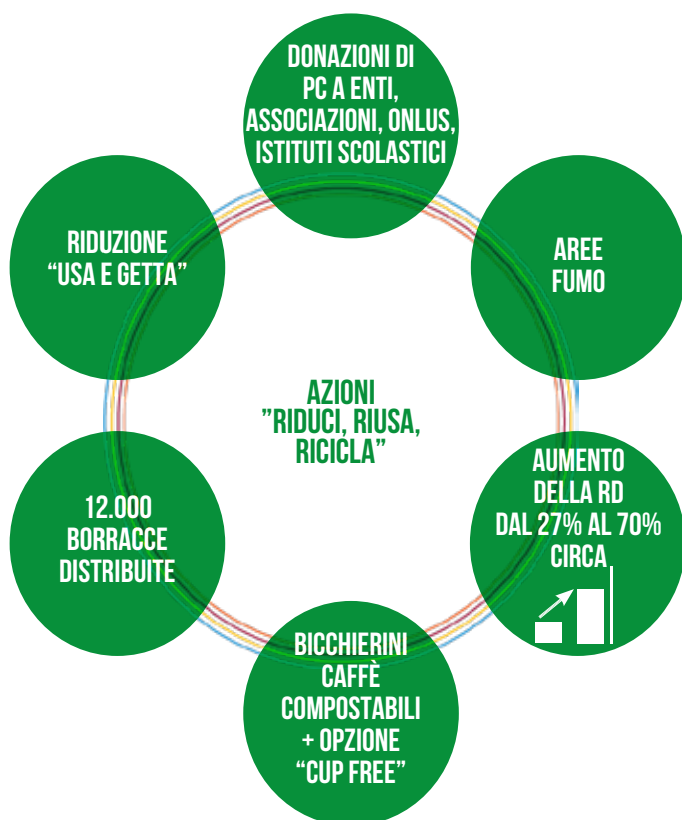 DONAZIONI DI
PC A ENTI,
ASSOCIAZIONI, ONLUS,
ISTITUTI SCOLASTICI
RIDUZIONE
“USA E GETTA”
AREE
FUMO
AZIONI
”RIDUCI, RIUSA,
RICICLA”
12.000
BORRACCE
DISTRIBUITE
AUMENTO
DELLA RD
DAL 27% AL 70%
CIRCA
BICCHIERINI
CAFFÈ
COMPOSTABILI
+ OPZIONE
“CUP FREE”